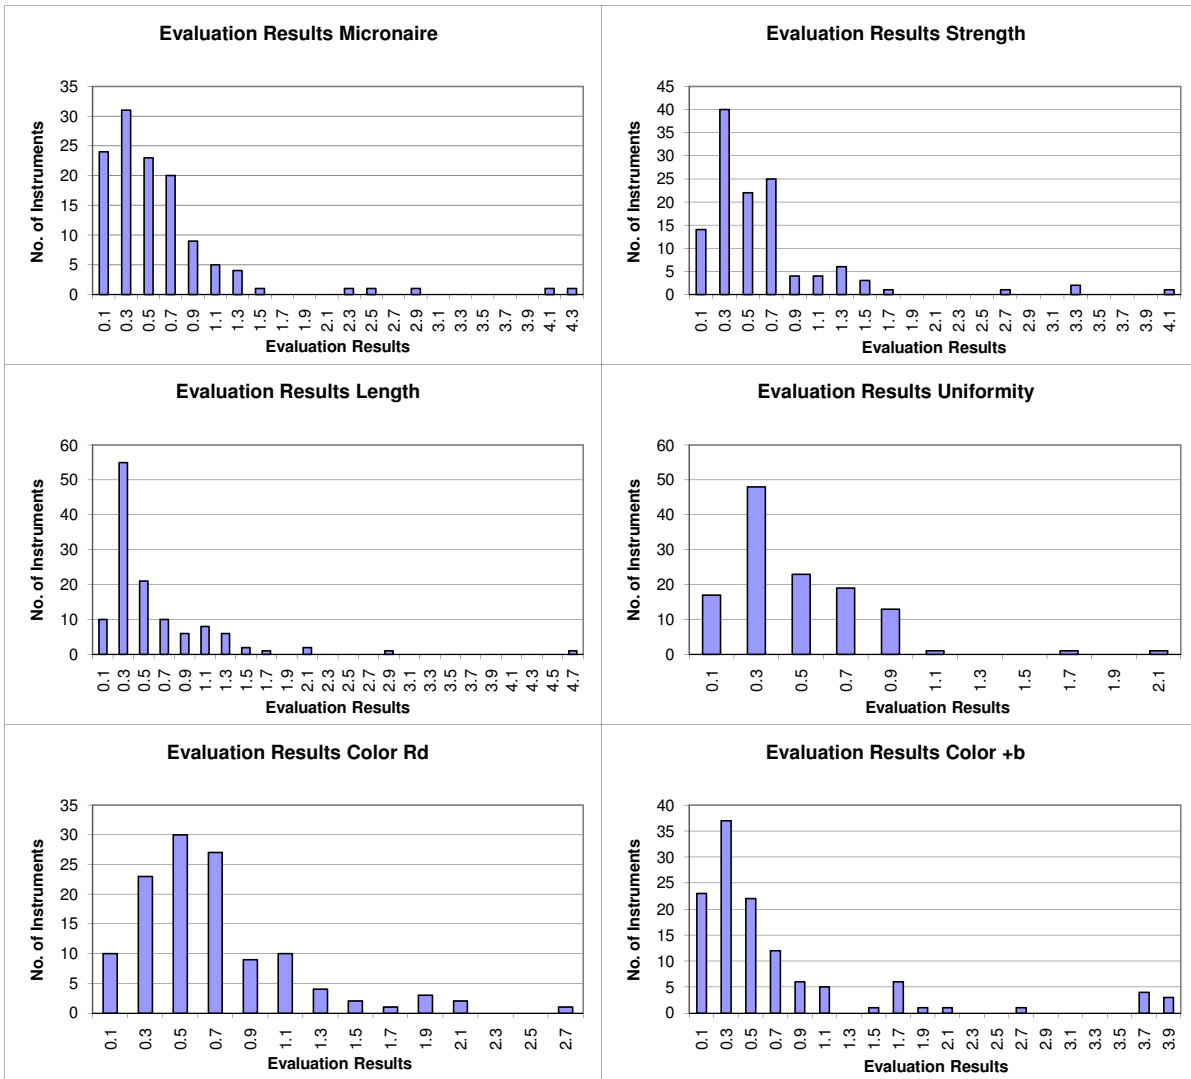 Evaluation Results Micronaire
No. of Instruments
35
30
25
20
15
10
5
0
0.1 0.3 0.5 0.7 0.9 1.1 1.3 1.5 1.7 1.9 2.1 2.3 2.5 2.7 2.9 3.1 3.3 3.5 3.7 3.9 4.1 4.3
Evaluation Results
Evaluation Results Strength
No. of Instruments
45
40
35
30
25
20
15
10
5
0
0.1 0.3 0.5 0.7 0.9 1.1 1.3 1.5 1.7 1.9 2.1 2.3 2.5 2.7 2.9 3.1 3.3 3.5 3.7 3.9 4.1
Evaluation Results
Evaluation Results Length
No. of Instruments
60
50
40
30
20
10
0
0.1 0.3 0.5 0.7 0.9 1.1 1.3 1.5 1.7 1.9 2.1 2.3 2.5 2.7 2.9 3.1 3.3 3.5 3.7 3.9 4.1 4.3 4.5 4.7
Evaluation Results
Evaluation Results Uniformity
No. of Instruments
60
50
40
30
20
10
0
0.1 0.3 0.5 0.7 0.9 1.1 1.3 1.5 1.7 1.9 2.1
Evaluation Results
Evaluation Results Color Rd
No. of Instruments
35
30
25
20
15
10
5
0
0.1 0.3 0.5 0.7 0.9 1.1 1.3 1.5 1.7 1.9 2.1 2.3 2.5 2.7
Evaluation Results
Evaluation Results Color +b
No. of Instruments
40
35
30
25
20
15
10
5
0
0.1 0.3 0.5 0.7 0.9 1.1 1.3 1.5 1.7 1.9 2.1 2.3 2.5 2.7 2.9 3.1 3.3 3.5 3.7 3.9
Evaluation Results